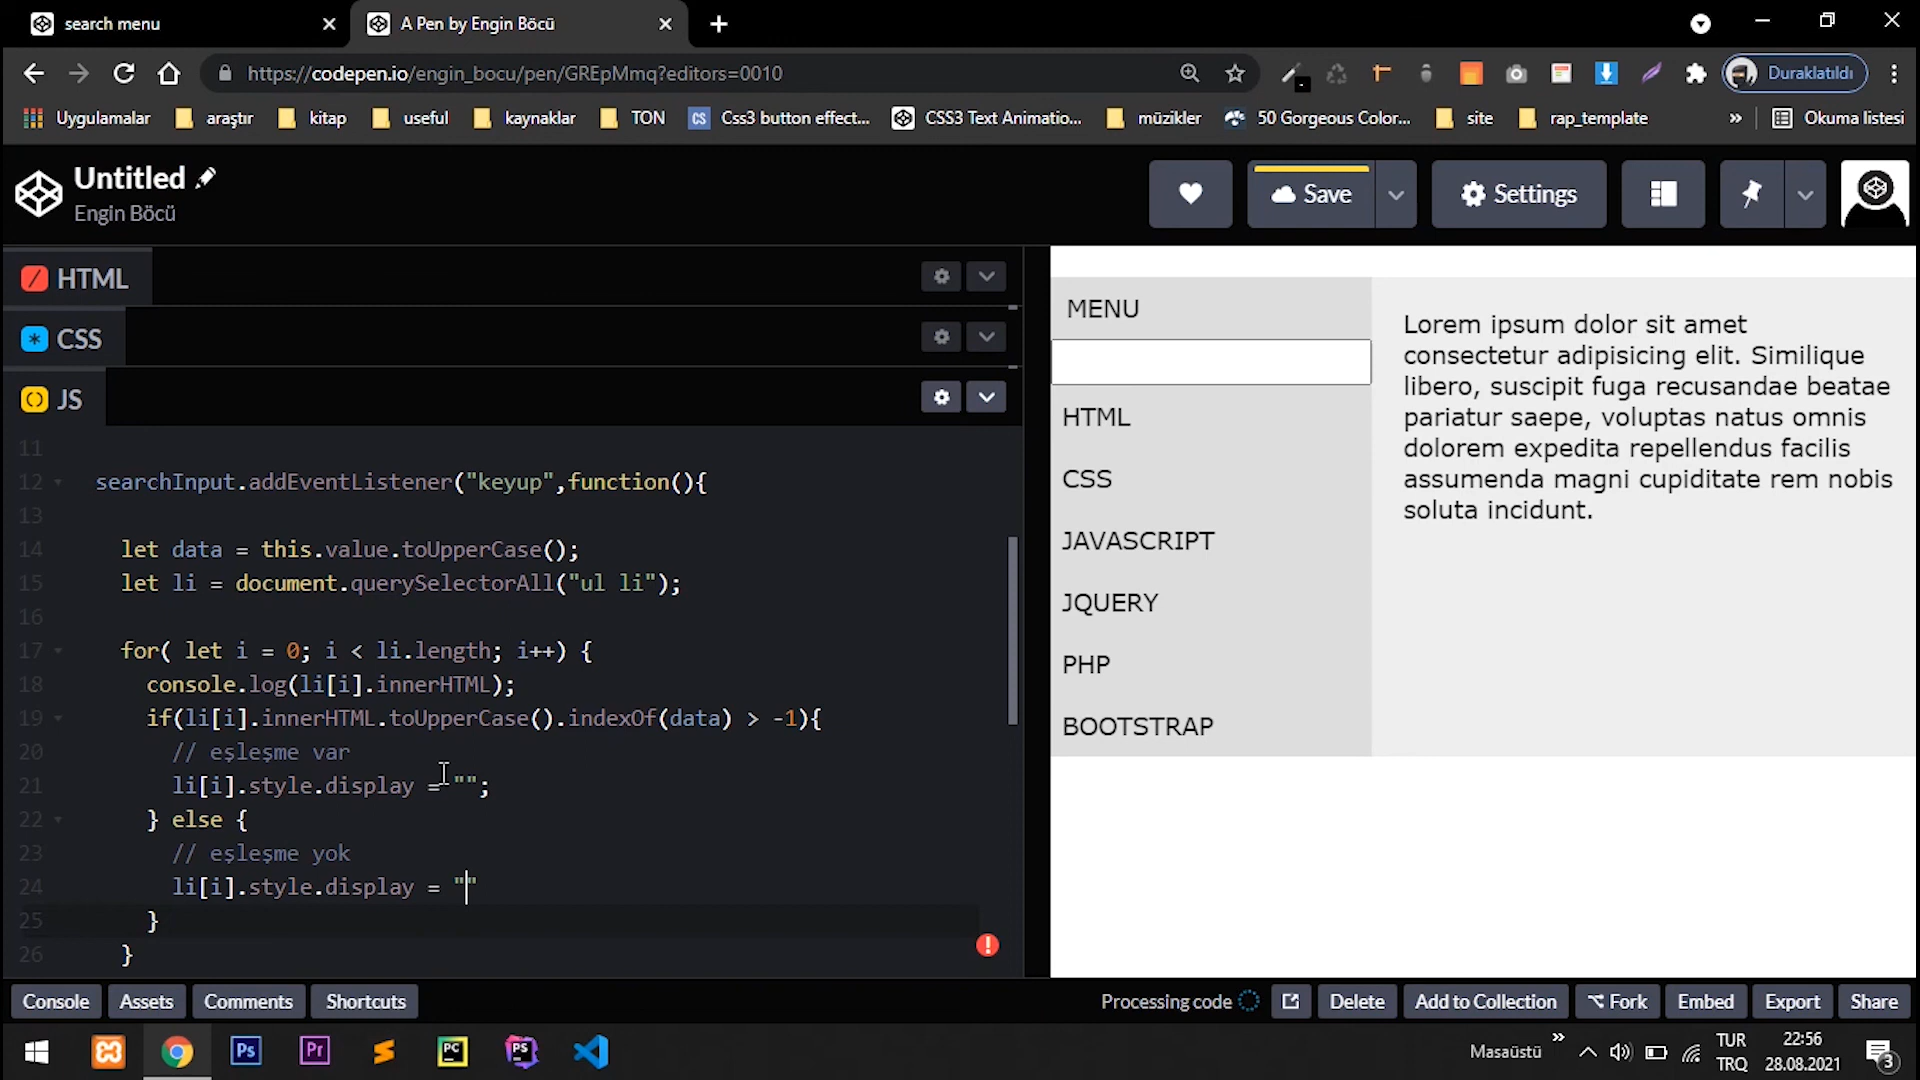 search menu
A Pen by Engin Böcü
https://codepen.io/engin_bocu/pen/GREpMmq?editors=0010
Duraklatıldı
Uygulamalar
araştır
kitap
useful
kaynaklar
TON
CS
Css3 button effect...
CSS3 Text Animatio...
müzikler
50 Gorgeous Color...
site
rap_template
»
Okuma listesi
Untitled
Engin Böcü
Save
Settings
HTML
CSS
JS
11
12 searchInput.addEventListener("keyup",function(){
13
14 let data = this.value.toUpperCase();
15 let li = document.querySelectorAll("ul li");
16
17 for( let i = 0; i < li.length; i++) {
18 console.log(li[i].innerHTML);
19 if(li[i].innerHTML.toUpperCase().indexOf(data) > -1){
20 // eşleşme var
21 li[i].style.display = "";
22 } else {
23 // eşleşme yok
24 li[i].style.display = ""
25 }
26 }
MENU
HTML
CSS
JAVASCRIPT
JQUERY
PHP
BOOTSTRAP
Lorem ipsum dolor sit amet
consectetur adipisicing elit. Similique
libero, suscipit fuga recusandae beatae
pariatur saepe, voluptas natus omnis
dolorem expedita repellendus facilis
assumenda magni cupiditate rem nobis
soluta incidunt.
Console
Assets
Comments
Shortcuts
Processing code
Delete
Add to Collection
Fork
Embed
Export
Share
Ps
Pr
PC
PS
Masaüstü
»
TUR
TRQ
22:56
28.08.2021
3